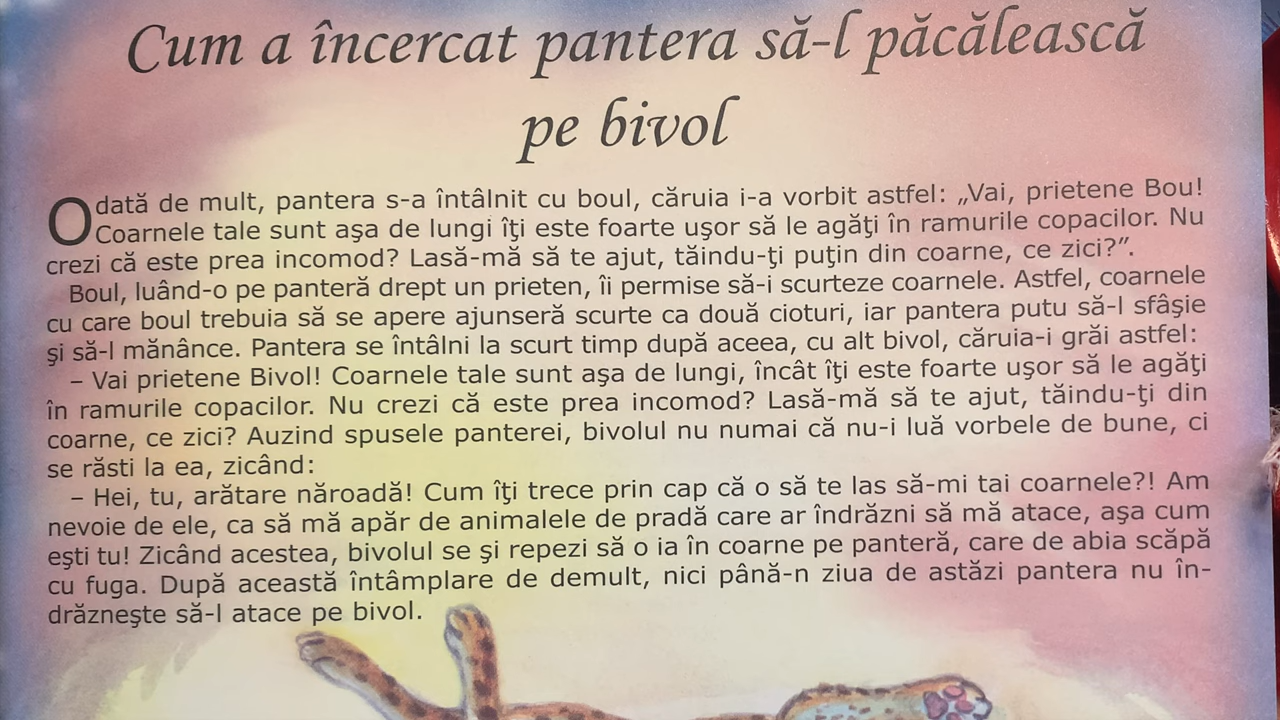 Cum a încercat pantera să-l păcălească
pe bivol
Odată de mult, pantera s-a întâlnit cu boul, căruia i-a vorbit astfel: „Vai, prietene Bou!
Coarnele tale sunt aşa de lungi îţi este foarte uşor să le agăţi în ramurile copacilor. Nu
crezi că este prea incomod? Lasă-mă să te ajut, tăindu-ţi puţin din coarne, ce zici?”.
Boul, luând-o pe panteră drept un prieten, îi permise să-i scurteze coarnele. Astfel, coarnele
cu care boul trebuia să se apere ajunseră scurte ca două cioturi, iar pantera putu să-l sfâşie
şi să-l mănânce. Pantera se întâlni la scurt timp după aceea, cu alt bivol, căruia-i grăi astfel:
– Vai prietene Bivol! Coarnele tale sunt aşa de lungi, încât îţi este foarte uşor să le agăţi
în ramurile copacilor. Nu crezi că este prea incomod? Lasă-mă să te ajut, tăindu-ţi din
coarne, ce zici? Auzind spusele panterei, bivolul nu numai că nu-i luă vorbele de bune, ci
se răsti la ea, zicând:
– Hei, tu, arătare năroadă! Cum îţi trece prin cap că o să te las să-mi tai coarnele?! Am
nevoie de ele, ca să mă apăr de animalele de pradă care ar îndrăzni să mă atace, aşa cum
eşti tu! Zicând acestea, bivolul se şi repezi să o ia în coarne pe panteră, care de abia scăpă
cu fuga. După această întâmplare de demult, nici până-n ziua de astăzi pantera nu în-
drăzneşte să-l atace pe bivol.